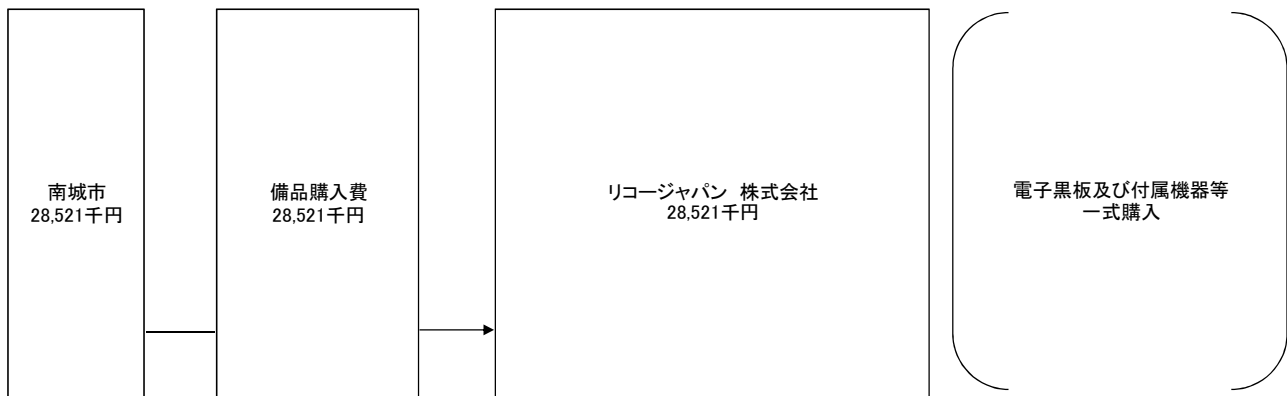 南城市
28,521千円
備品購入費
28,521千円
リコージャパン 株式会社
28,521千円
電子黒板及び付属機器等
一式購入